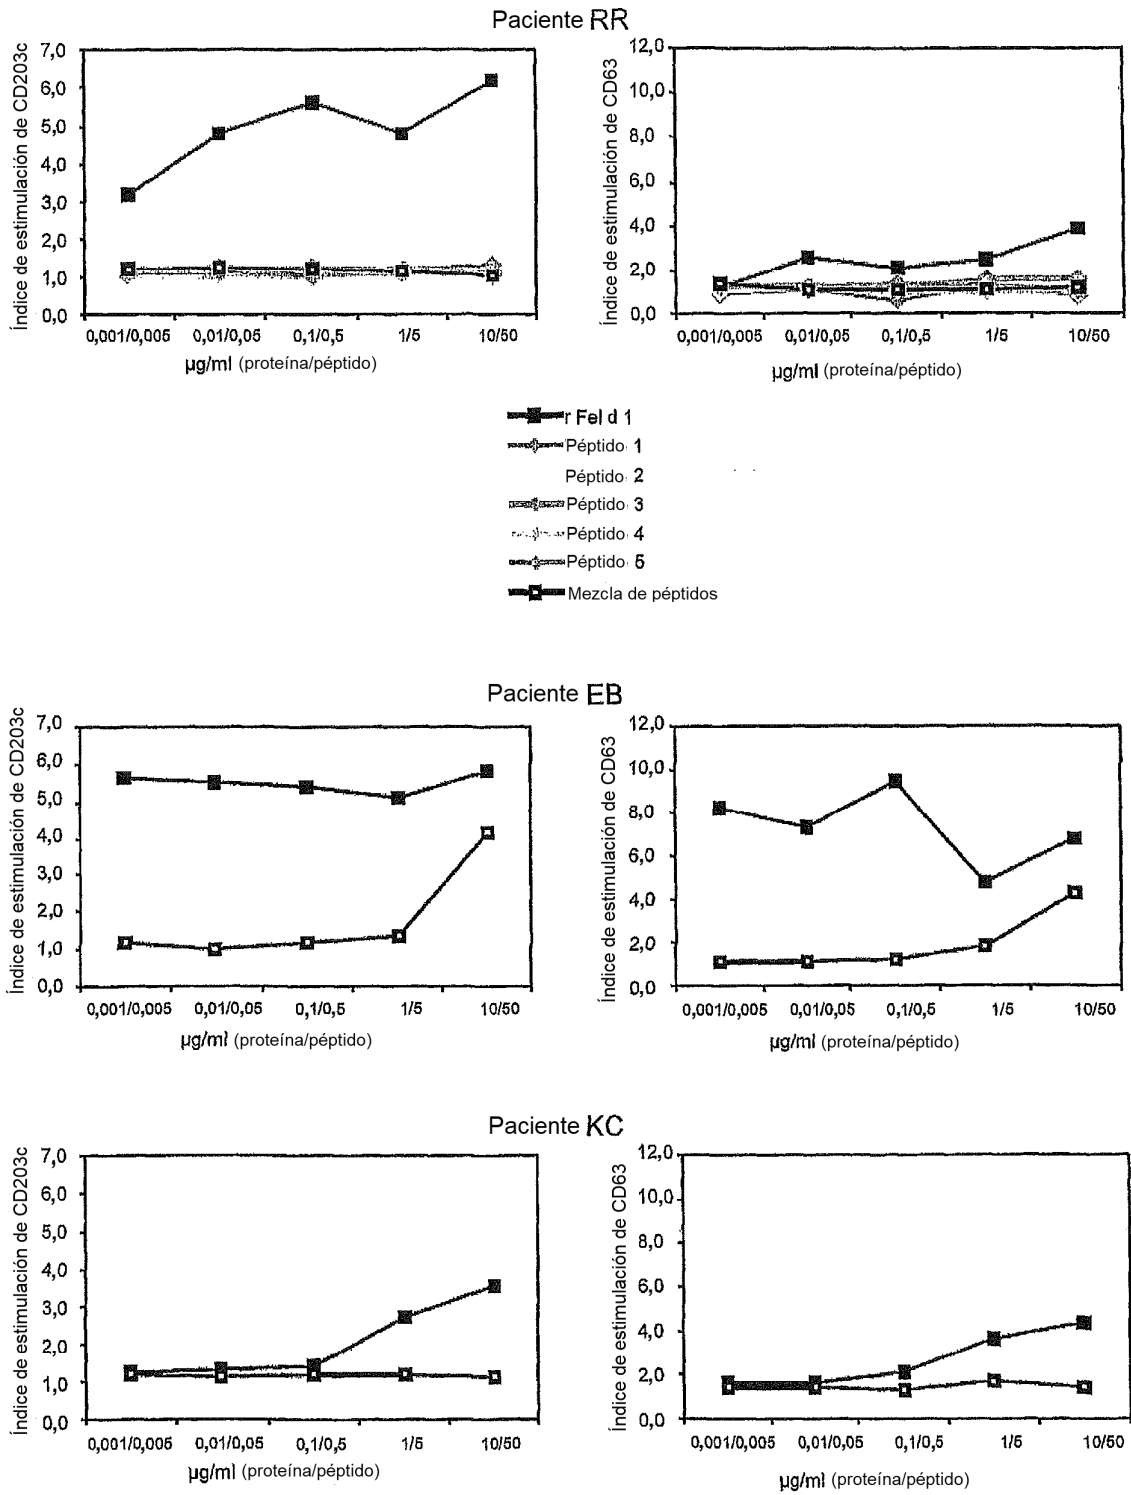 Paciente RR
Índice de estimulación de CD203c
7,0
6,0
5,0
4,0
3,0
2,0
1,0
0,0
0,001/0,005 0,01/0,05 0,1/0,5 1/5 10/50
µg/ml (proteína/péptido)
Índice de estimulación de CD63
12,0
10,0
8,0
6,0
4,0
2,0
0,0
0,001/0,005 0,01/0,05 0,1/0,5 1/5 10/50
µg/ml (proteína/péptido)
r Fel d 1
Péptido 1
Péptido 2
Péptido 3
Péptido 4
Péptido 5
Mezcla de péptidos
Paciente EB
Índice de estimulación de CD203c
7,0
6,0
5,0
4,0
3,0
2,0
1,0
0,0
0,001/0,005 0,01/0,05 0,1/0,5 1/5 10/50
µg/ml (proteína/péptido)
Índice de estimulación de CD63
12,0
10,0
8,0
6,0
4,0
2,0
0,0
0,001/0,005 0,01/0,05 0,1/0,5 1/5 10/50
µg/ml (proteína/péptido)
Paciente KC
Índice de estimulación de CD203c
7,0
6,0
5,0
4,0
3,0
2,0
1,0
0,0
0,001/0,005 0,01/0,05 0,1/0,5 1/5 10/50
µg/ml (proteína/péptido)
Índice de estimulación de CD63
12,0
10,0
8,0
6,0
4,0
2,0
0,0
0,001/0,005 0,01/0,05 0,1/0,5 1/5 10/50
µg/ml (proteína/péptido)